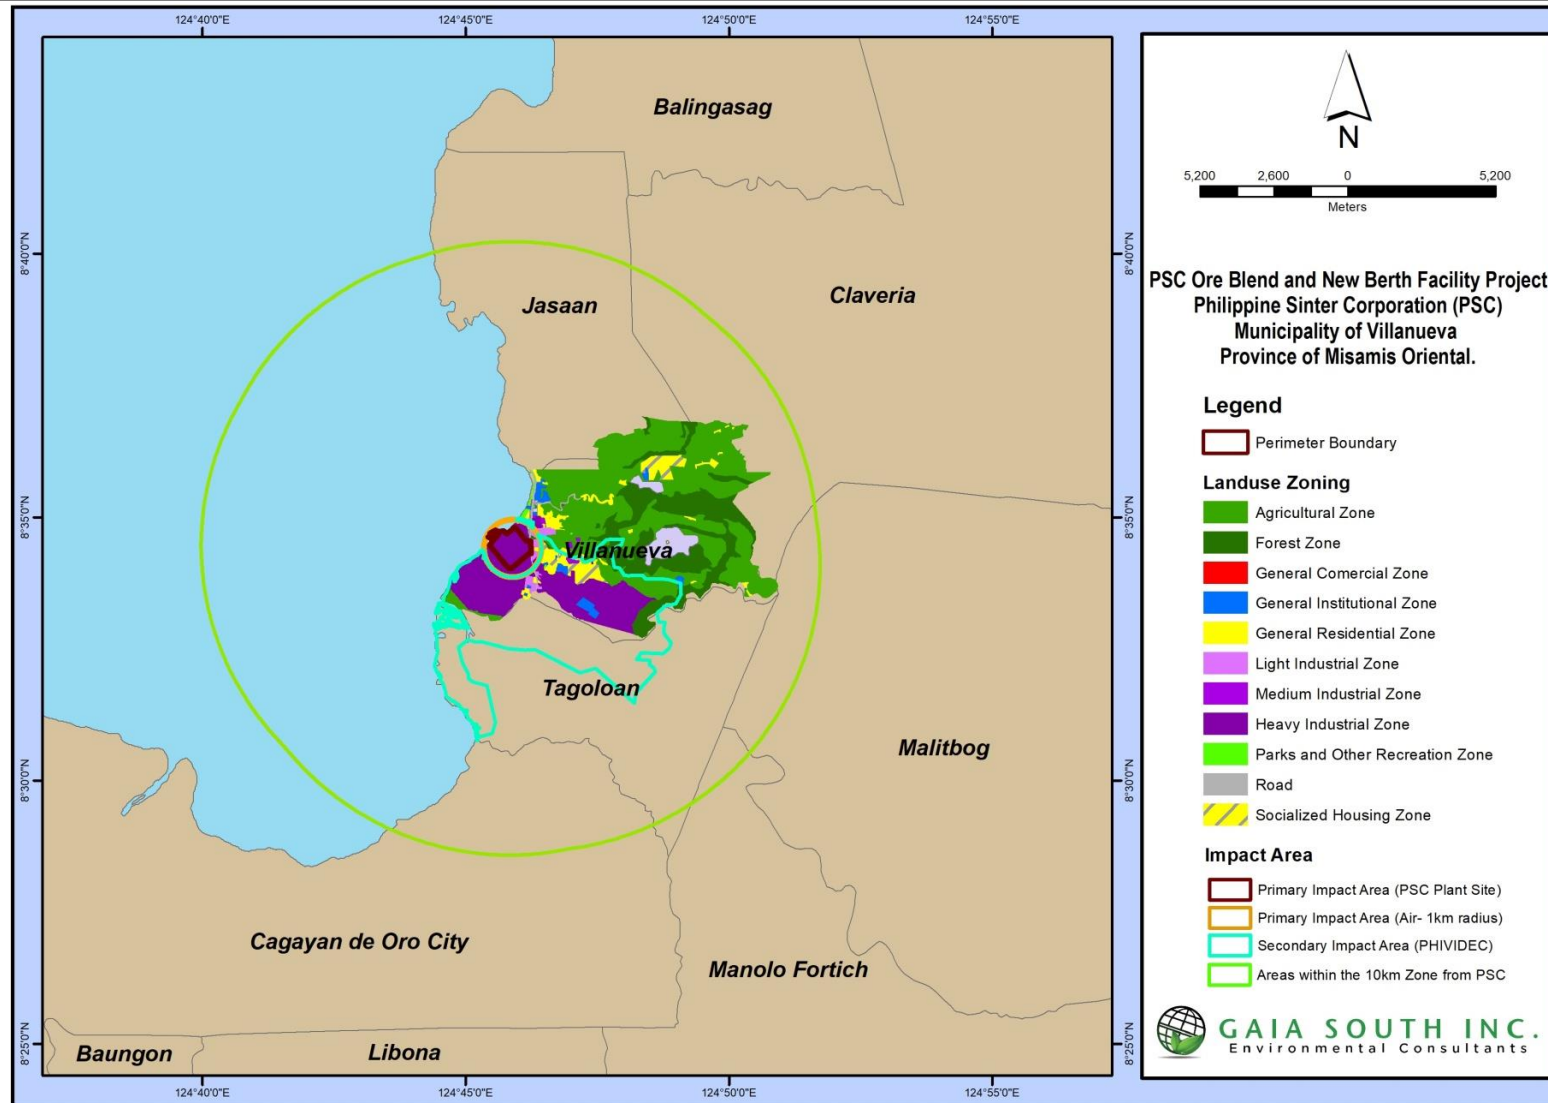 124°40'0"E
124°45'0"E
124°50'0"E
124°55'0"E
8°40'0"N
8°35'0"N
8°30'0"N
8°25'0"N
Balingasag
Jasaan
Claveria
Villanueva
Tagoloan
Malitbog
Cagayan de Oro City
Manolo Fortich
Baungon
Libona
8°40'0"N
8°35'0"N
8°30'0"N
8°25'0"N
124°40'0"E
124°45'0"E
124°50'0"E
124°55'0"E
N
5,200 2,600 0 5,200
Meters
PSC Ore Blend and New Berth Facility Project
Philippine Sinter Corporation (PSC)
Municipality of Villanueva
Province of Misamis Oriental.
Legend
Perimeter Boundary
Landuse Zoning
Agricultural Zone
Forest Zone
General Comercial Zone
General Institutional Zone
General Residential Zone
Light Industrial Zone
Medium Industrial Zone
Heavy Industrial Zone
Parks and Other Recreation Zone
Road
Socialized Housing Zone
Impact Area
Primary Impact Area (PSC Plant Site)
Primary Impact Area (Air- 1km radius)
Secondary Impact Area (PHIVIDEC)
Areas within the 10km Zone from PSC
GAIA SOUTH INC.
Environmental Consultants